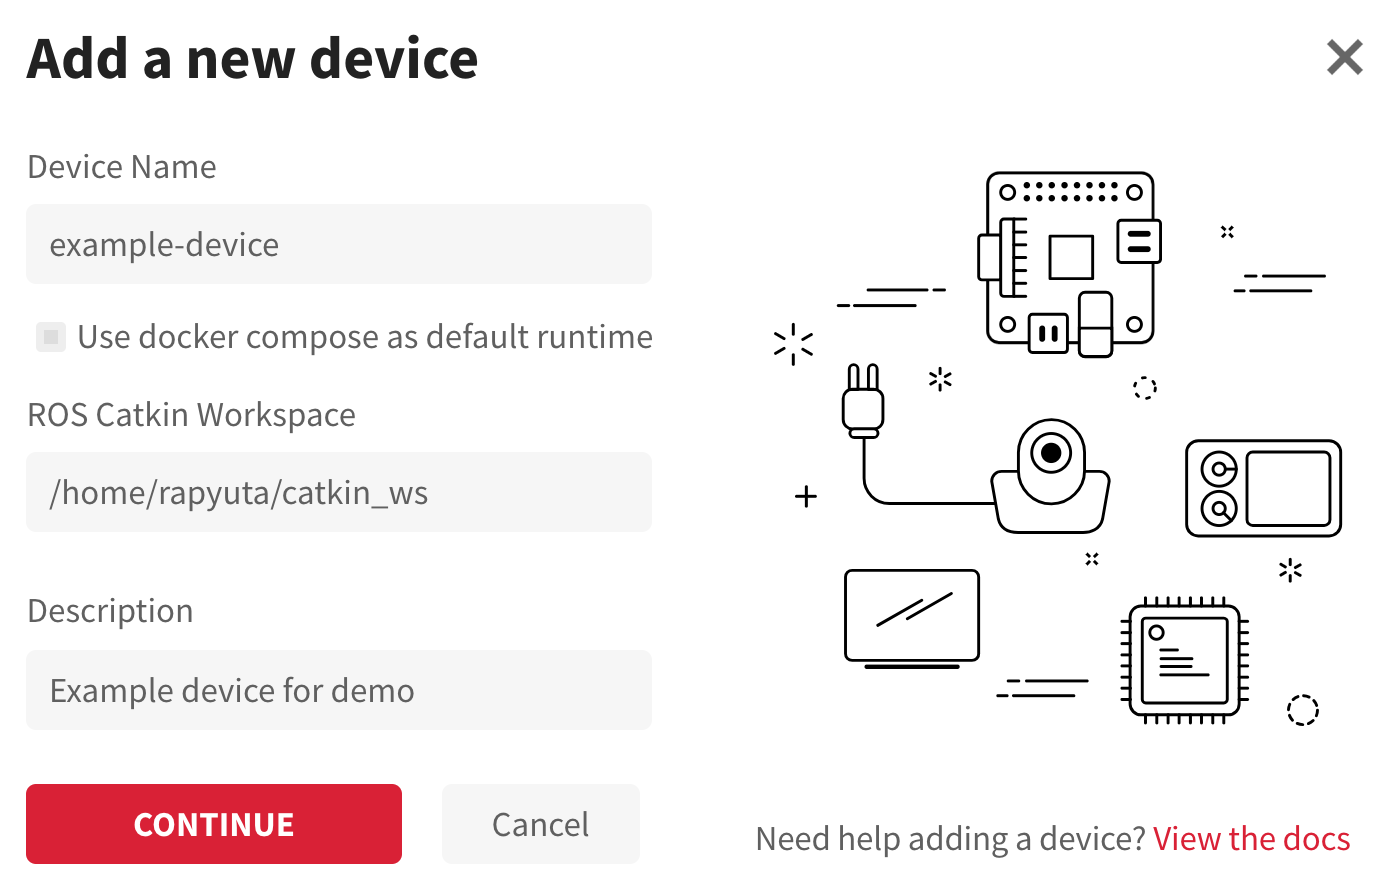 Add a new device
Device Name
example-device
Use docker compose as default runtime
ROS Catkin Workspace
/home/rapyuta/catkin_ws
Description
Example device for demo
CONTINUE
Cancel
Need help adding a device? View the docs